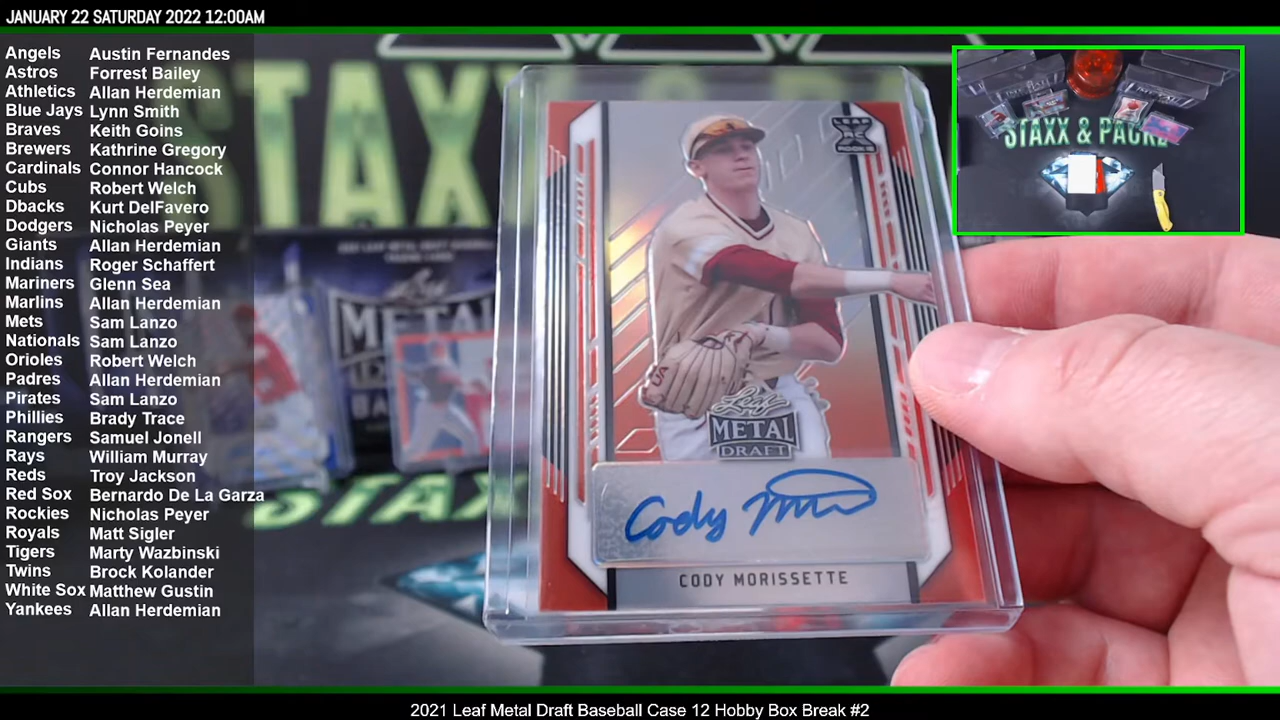 JANUARY 22 SATURDAY 2022 12:00AM
Angels Austin Fernandes
Astros Forrest Bailey
Athletics Allan Herdemian
Blue Jays Lynn Smith
Braves Keith Goins
Brewers Kathrine Gregory
Cardinals Connor Hancock
Cubs Robert Welch
Dbacks Kurt DelFavero
Dodgers Nicholas Peyer
Giants Allan Herdemian
Indians Roger Schaffert
Mariners Glenn Sea
Marlins Allan Herdemian
Mets Sam Lanzo
Nationals Sam Lanzo
Orioles Robert Welch
Padres Allan Herdemian
Pirates Sam Lanzo
Phillies Brady Trace
Rangers Samuel Jonell
Rays William Murray
Reds Troy Jackson
Red Sox Bernardo De La Garza
Rockies Nicholas Peyer
Royals Matt Sigler
Tigers Marty Wazbinski
Twins Brock Kolander
White Sox Matthew Gustin
Yankees Allan Herdemian
STAXX & PACK
LEAF
RC
ROOKIE
Leaf
METAL
DRAFT
Cody
CODY MORISSETTE
METAL
STAX
2021 Leaf Metal Draft Baseball Case 12 Hobby Box Break #2